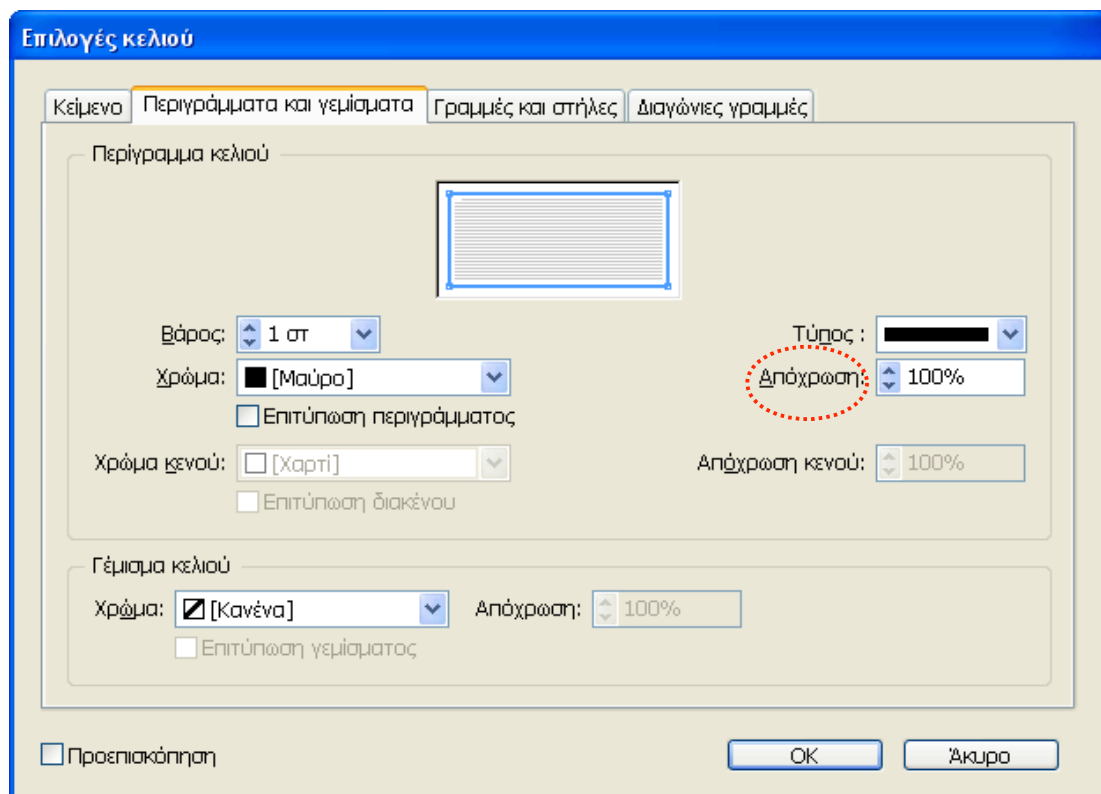 Επιλογές κελιού
Κείμενο Περιγράμματα και γεμίσματα Γραμμές και στήλες Διαγώνιες γραμμές
Περίγραμμα κελιού
Βάρος: 1 στ Τύπος :
Χρώμα: [Μαύρο] Απόχρωση: 100%
Επιτύπωση περιγράμματος
Χρώμα κενού: [Χαρτί] Απόχρωση κενού: 100%
Επιτύπωση διακένου
Γέμισμα κελιού
Χρώμα: [Κανένα] Απόχρωση: 100%
Επιτύπωση γεμίσματος
Προεπισκόπηση OK Άκυρο